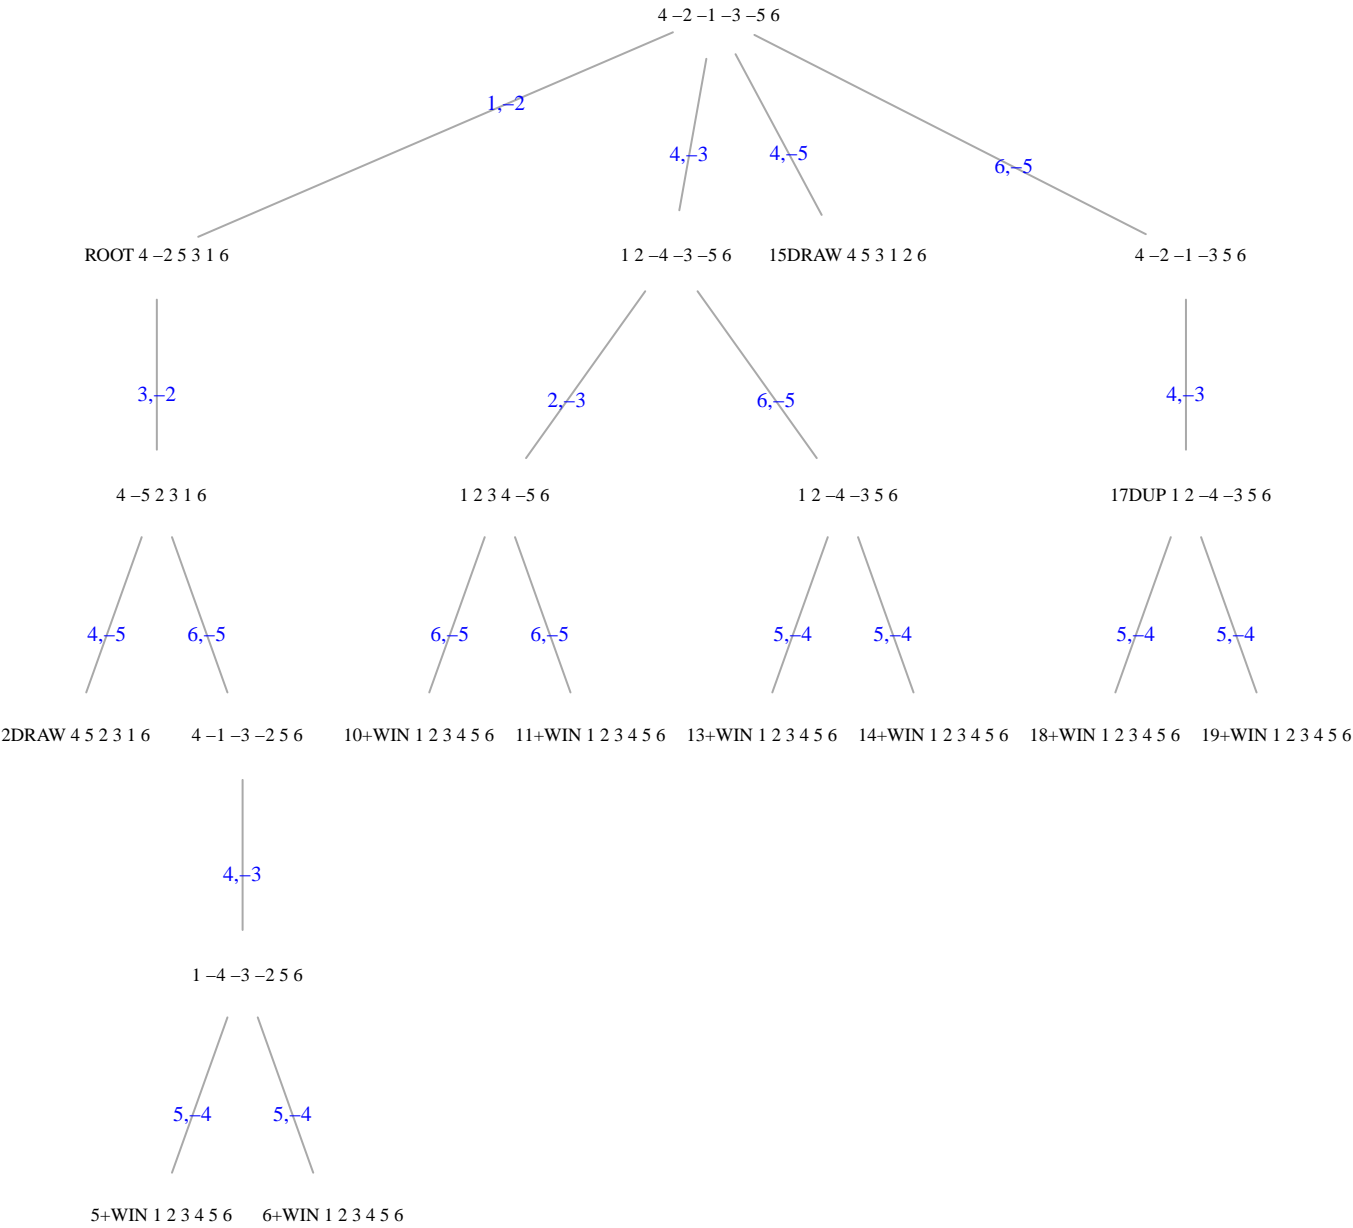 4 –2 –1 –3 –5 6
1,–2
4,–3
4,–5
6,–5
ROOT 4 –2 5 3 1 6
1 2 –4 –3 –5 6
15DRAW 4 5 3 1 2 6
4 –2 –1 –3 5 6
3,–2
2,–3
6,–5
4,–3
4 –5 2 3 1 6
1 2 3 4 –5 6
1 2 –4 –3 5 6
17DUP 1 2 –4 –3 5 6
4,–5
6,–5
6,–5
6,–5
5,–4
5,–4
5,–4
5,–4
2DRAW 4 5 2 3 1 6
4 –1 –3 –2 5 6
10+WIN 1 2 3 4 5 6
11+WIN 1 2 3 4 5 6
13+WIN 1 2 3 4 5 6
14+WIN 1 2 3 4 5 6
18+WIN 1 2 3 4 5 6
19+WIN 1 2 3 4 5 6
4,–3
1 –4 –3 –2 5 6
5,–4
5,–4
5+WIN 1 2 3 4 5 6
6+WIN 1 2 3 4 5 6